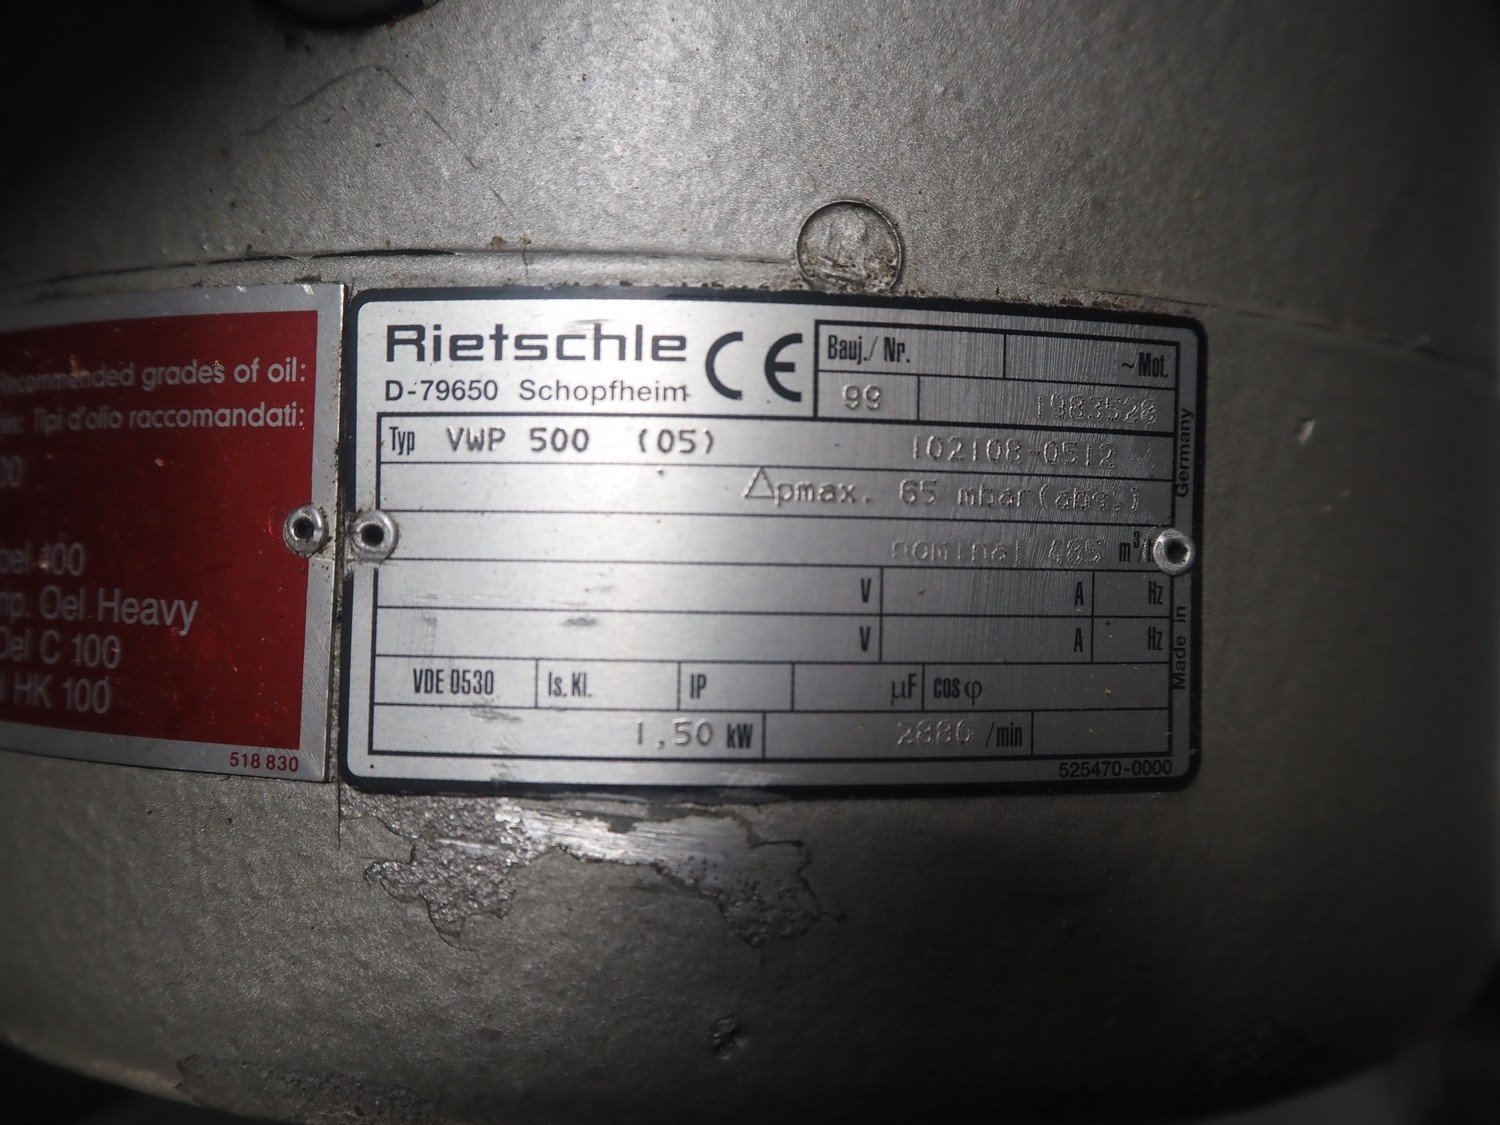 Recommended grades of oil:
Tipi d'olio raccomandati:
400
Oel Heavy
Oel C 100
HK 100
518 830
Rietschle CE
D-79650 Schopfheim
Bauj./ Nr. ~Mot.
99 1983528
Typ VWP 500 (05) 102108-0512
Δpmax. 65 mbar(abs.)
nominal 485 m³/
V A Hz
V A Hz
VDE 0530 Is. Kl. IP µF cos φ
1,50 kW 2880 /min
525470-0000
Made in Germany